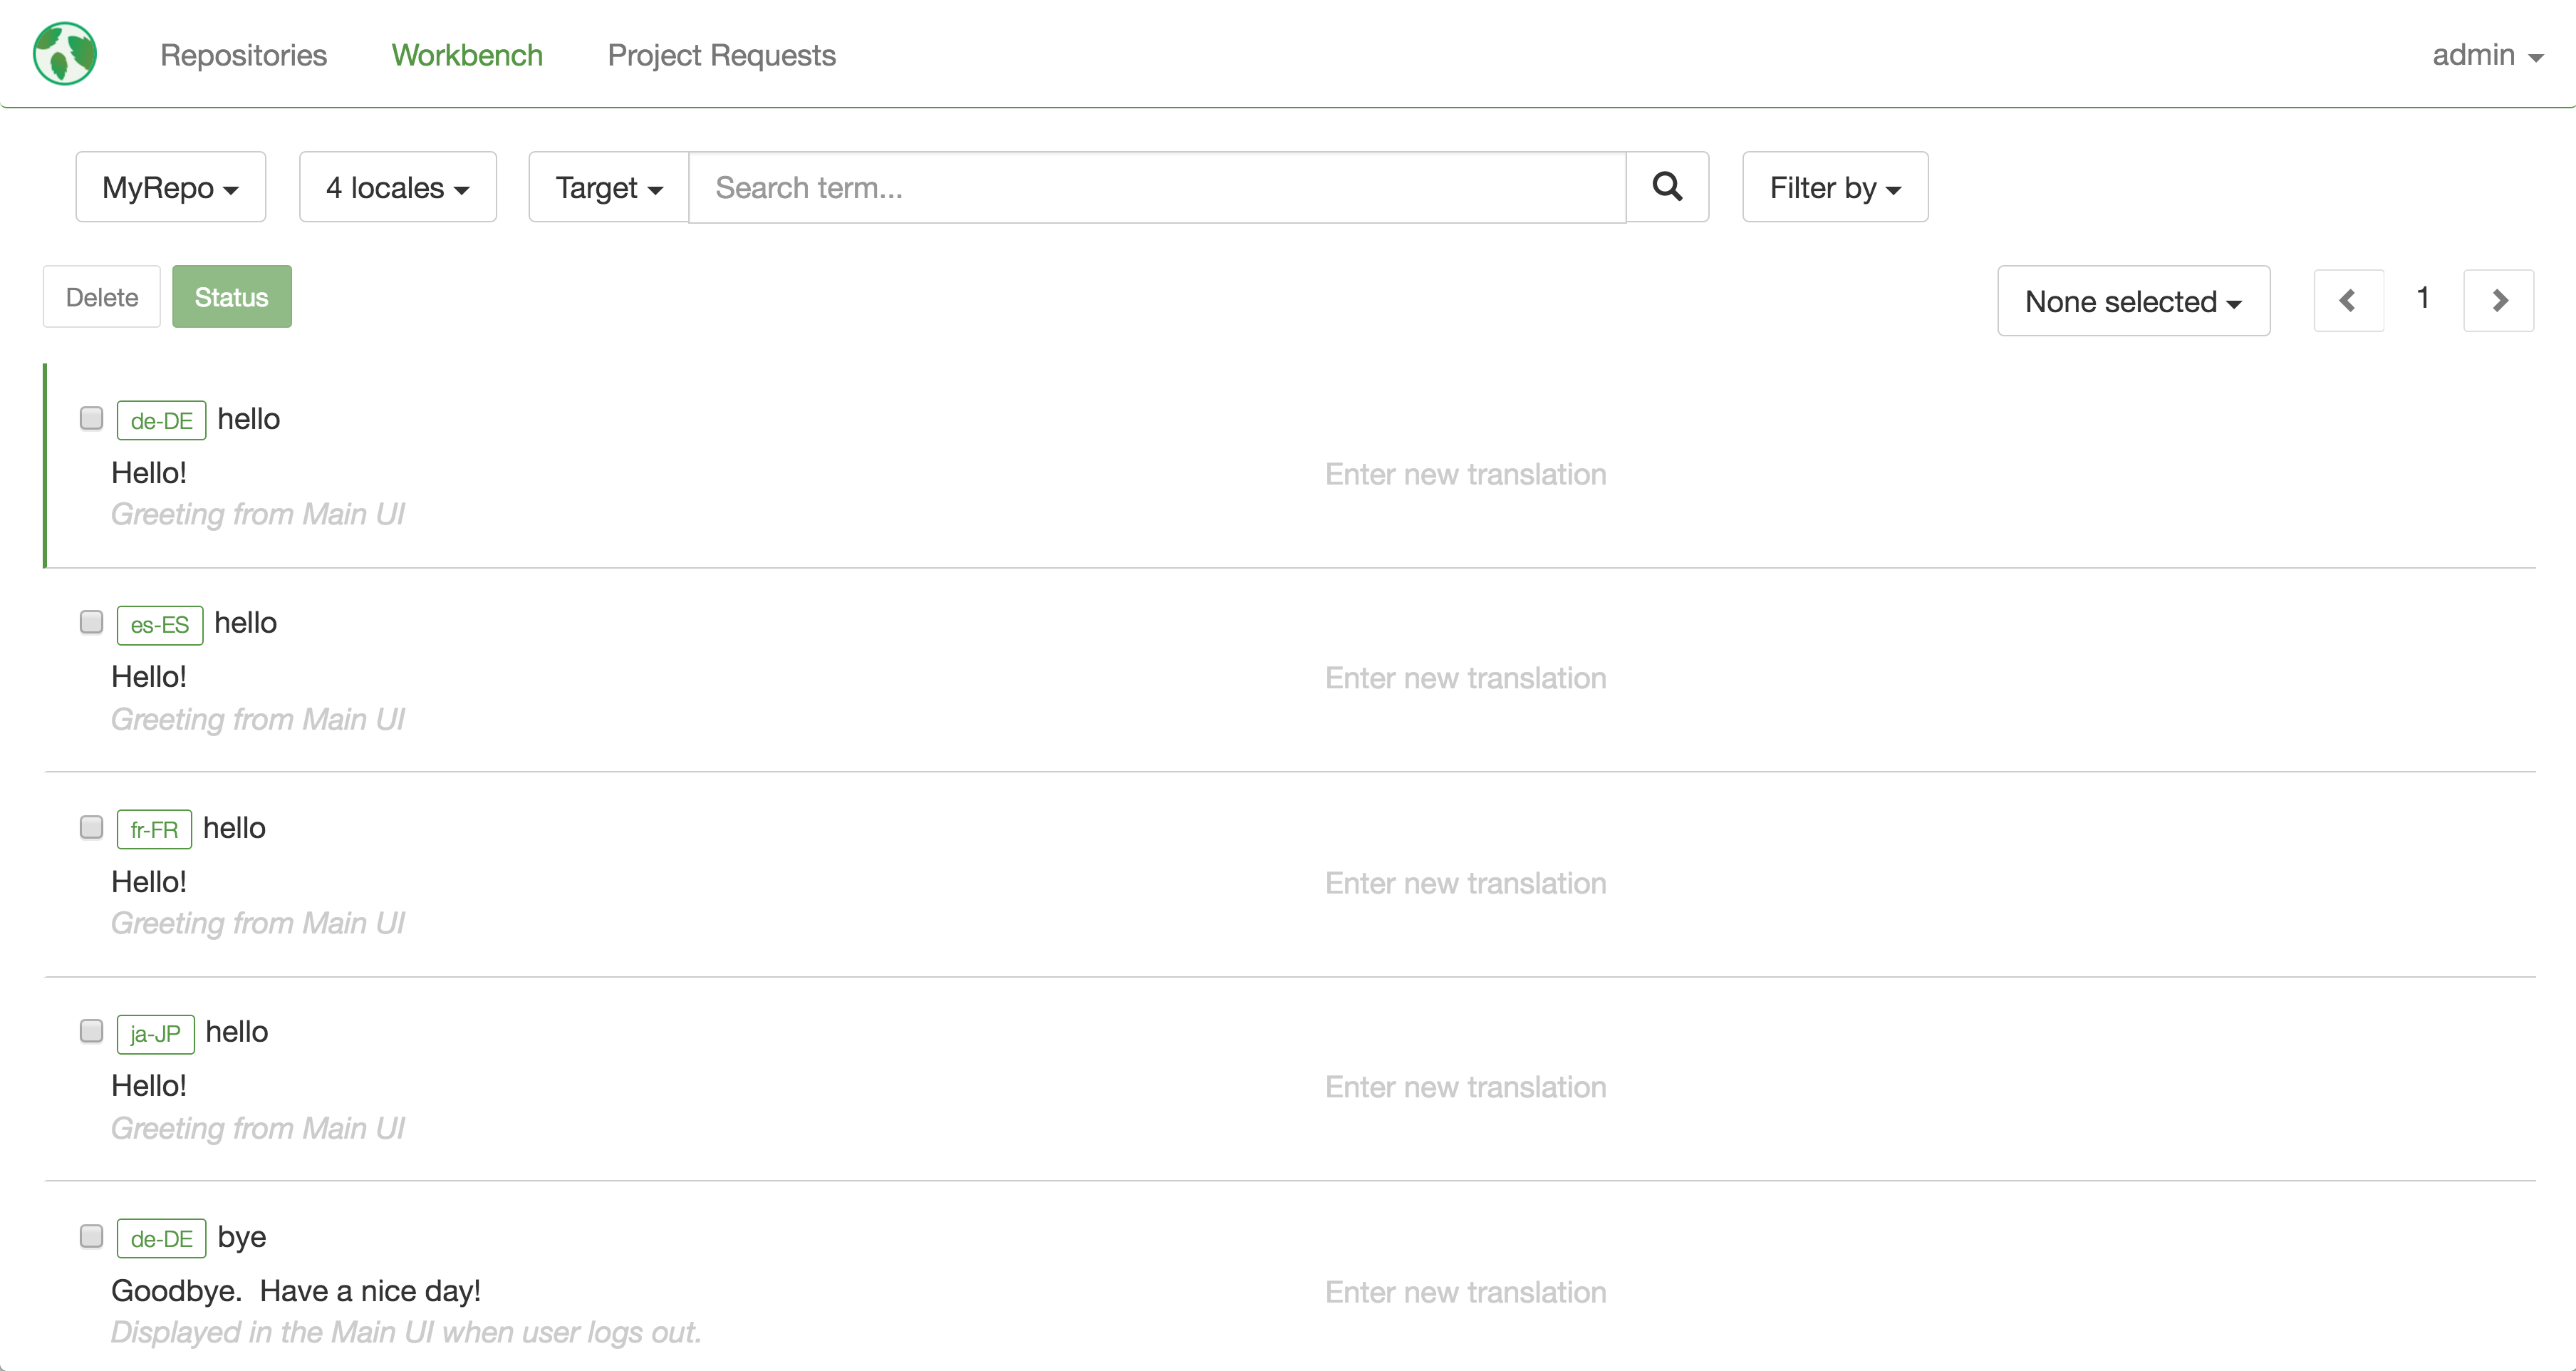 Repositories Workbench Project Requests admin
MyRepo 4 locales Target Search term... Filter by
Delete Status None selected 1
de-DE hello
Hello! Enter new translation
Greeting from Main UI
es-ES hello
Hello! Enter new translation
Greeting from Main UI
fr-FR hello
Hello! Enter new translation
Greeting from Main UI
ja-JP hello
Hello! Enter new translation
Greeting from Main UI
de-DE bye
Goodbye.  Have a nice day! Enter new translation
Displayed in the Main UI when user logs out.